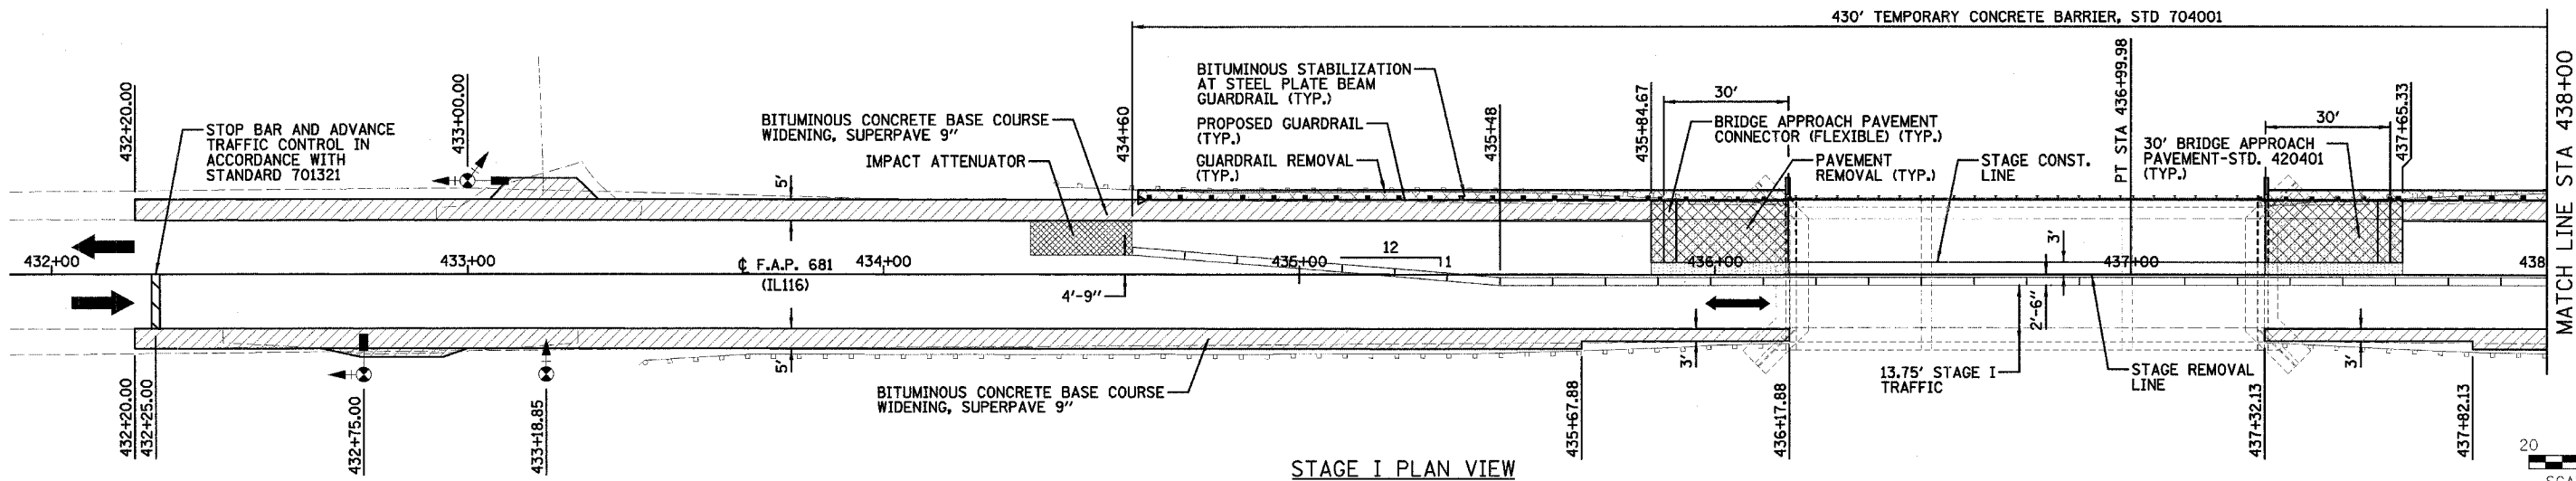 430' TEMPORARY CONCRETE BARRIER, STD 704001
432+20.00
STOP BAR AND ADVANCE
TRAFFIC CONTROL IN
ACCORDANCE WITH
STANDARD 701321
433+00.00
BITUMINOUS CONCRETE BASE COURSE
WIDENING, SUPERPAVE 9"
IMPACT ATTENUATOR
434+60
BITUMINOUS STABILIZATION
AT STEEL PLATE BEAM
GUARDRAIL (TYP.)
PROPOSED GUARDRAIL
(TYP.)
GUARDRAIL REMOVAL
(TYP.)
435+48
435+84.67
30'
BRIDGE APPROACH PAVEMENT
CONNECTOR (FLEXIBLE) (TYP.)
PAVEMENT
REMOVAL (TYP.)
STAGE CONST.
LINE
PT STA 436+99.98
30'
30' BRIDGE APPROACH
PAVEMENT-STD. 420401
(TYP.)
437+65.33
MATCH LINE STA 438+00
5'
3'
12
1
432+00
433+00
℄ F.A.P. 681
(IL116)
434+00
435+00
436+00
437+00
438
4'-9"
2'-6"
5'
3'
3'
BITUMINOUS CONCRETE BASE COURSE
WIDENING, SUPERPAVE 9"
13.75' STAGE I
TRAFFIC
STAGE REMOVAL
LINE
432+20.00
432+25.00
432+75.00
433+18.85
435+67.88
436+17.88
437+32.13
437+82.13
STAGE I PLAN VIEW
20